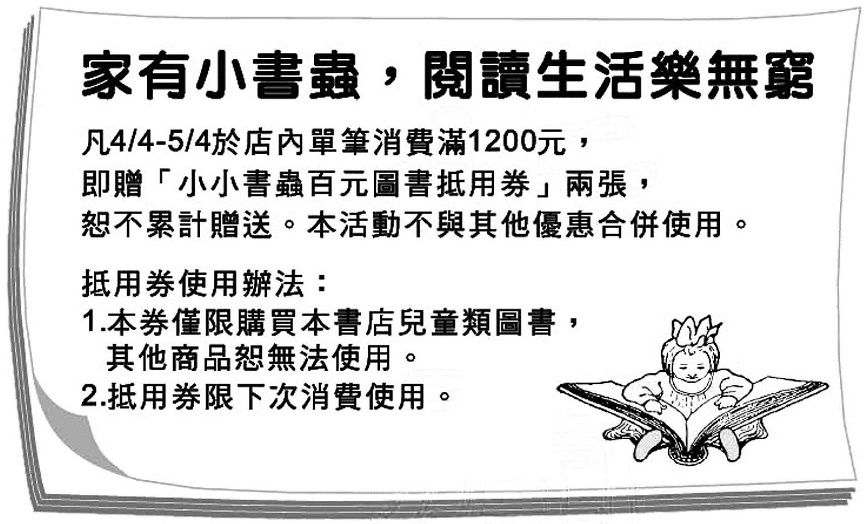 家有小書蟲，閱讀生活樂無窮
凡4/4-5/4於店內單筆消費滿1200元，
即贈「小小書蟲百元圖書抵用券」兩張，
恕不累計贈送。本活動不與其他優惠合併使用。
抵用券使用辦法：
1.本券僅限購買本書店兒童類圖書，
其他商品恕無法使用。
2.抵用券限下次消費使用。